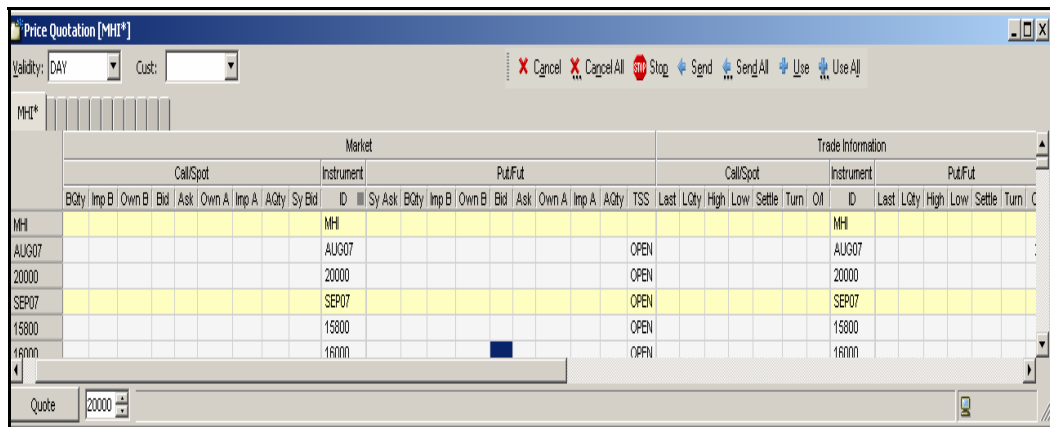 Price Quotation [MHI*]
Validity: DAY Cust: Cancel Cancel All STOP Stop Send Send All Use Use All
MHI*
Market Trade Information
Call/Spot Instrument Put/Fut Call/Spot Instrument Put/Fut
BQty Imp B Own B Bid Ask Own A Imp A AQty Sy Bid ID Sy Ask BQty Imp B Own B Bid Ask Own A Imp A AQty TSS Last LQty High Low Settle Turn O/I ID Last LQty High Low Settle Turn
MHI MHI MHI
AUG07 AUG07 OPEN AUG07
20000 20000 OPEN 20000
SEP07 SEP07 OPEN SEP07
15800 15800 OPEN 15800
16000 16000 OPEN 16000
Quote 20000